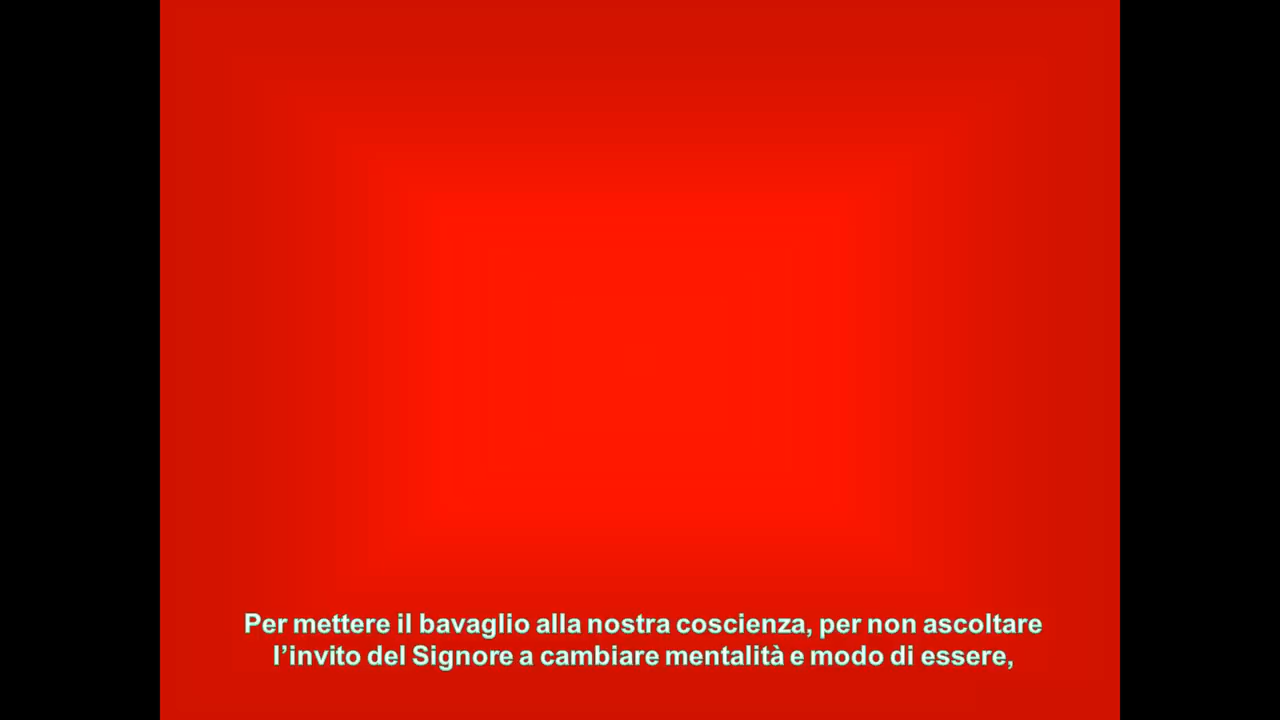 Per mettere il bavaglio alla nostra coscienza, per non ascoltare
l’invito del Signore a cambiare mentalità e modo di essere,